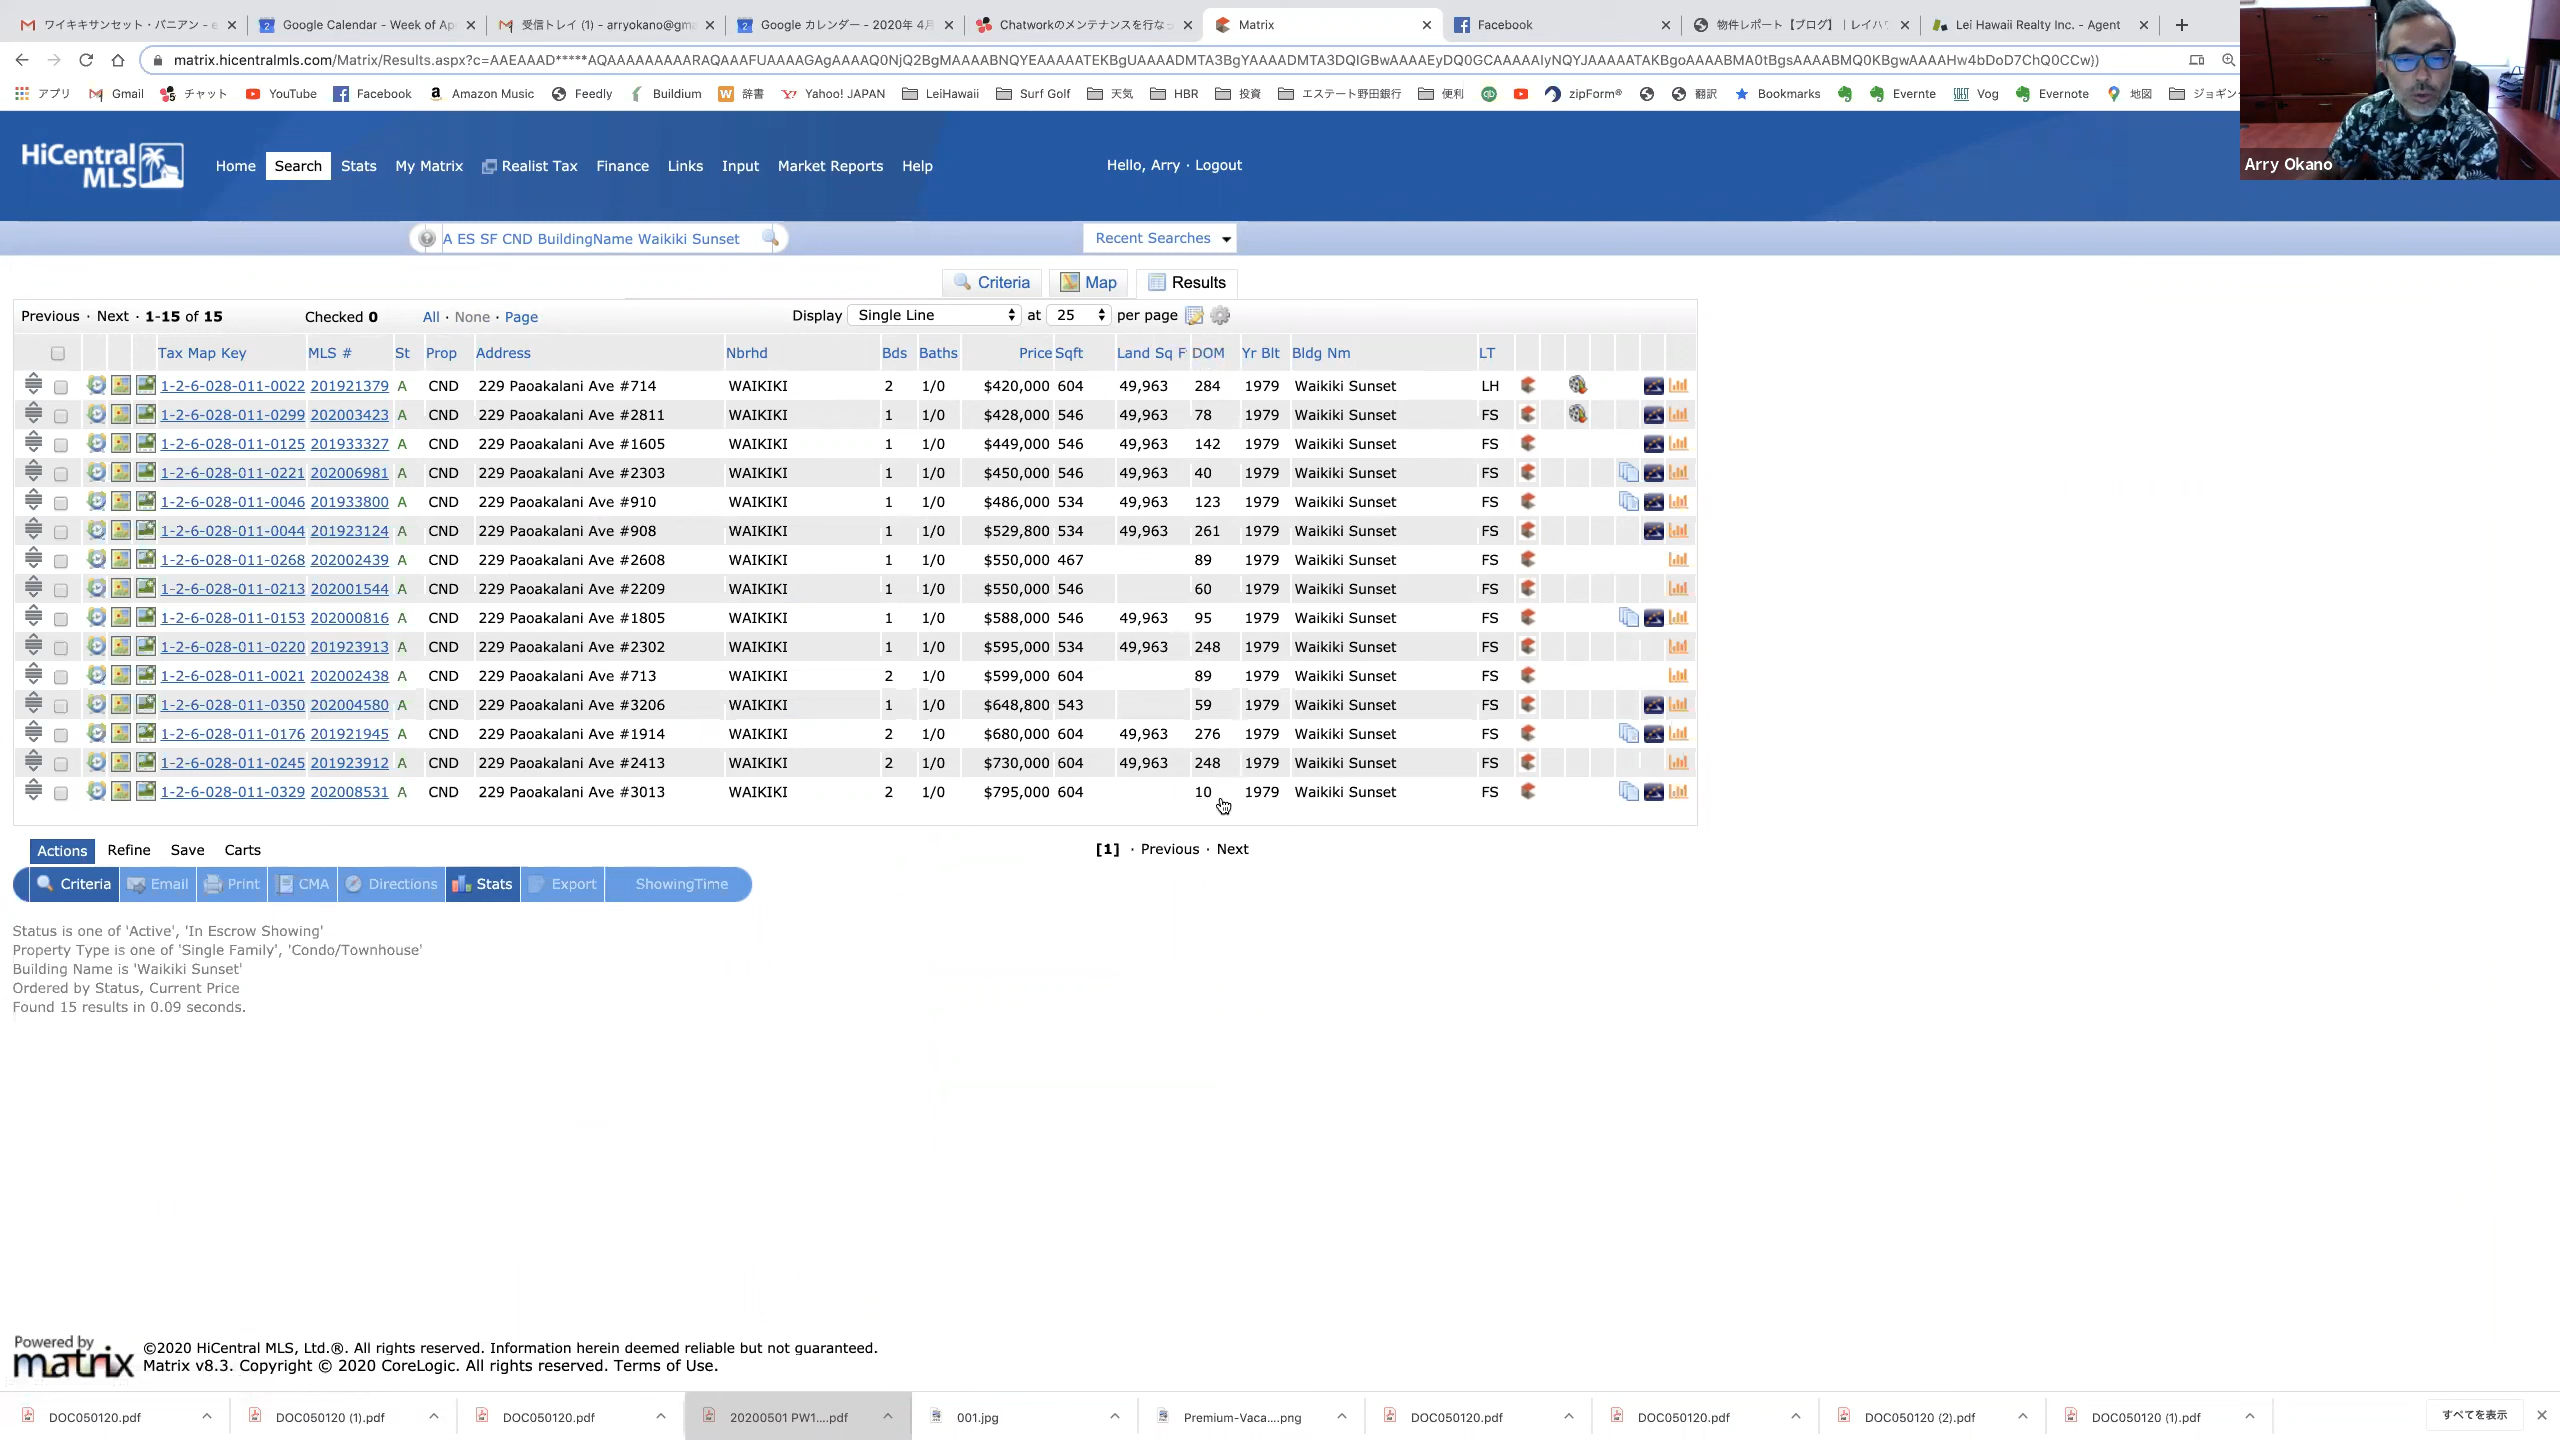 ワイキキサンセット・バニアン - e
Google Calendar - Week of Ap
受信トレイ (1) - arryokano@gma
Google カレンダー - 2020年 4月
Chatworkのメンテナンスを行なっ
Matrix
Facebook
物件レポート【ブログ】 | レイハワ
Lei Hawaii Realty Inc. - Agent
matrix.hicentralmls.com/Matrix/Results.aspx?c=AAEAAAD*****AQAAAAAAAAARAQAAAFUAAAAGAgAAAAQ0NjQ2BgMAAAABNQYEAAAAATEKBgUAAAADMTA3BgYAAAADMTA3DQIGBwAAAAEyDQ0GCAAAAAIyNQYJAAAAATAKBgoAAAABMA0tBgsAAAABMQ0KBgwAAAAHw4bDoD7ChQ0CCw))
アプリ
Gmail
チャット
YouTube
Facebook
Amazon Music
Feedly
Buildium
辞書
Yahoo! JAPAN
LeiHawaii
Surf Golf
天気
HBR
投資
エステート野田銀行
便利
zipForm®
翻訳
Bookmarks
Evernte
Vog
Evernote
地図
ジョギン
Arry Okano
HiCentral MLS
Home Search Stats My Matrix Realist Tax Finance Links Input Market Reports Help
Hello, Arry · Logout
A ES SF CND BuildingName Waikiki Sunset
Recent Searches
Criteria Map Results
Previous · Next · 1-15 of 15 Checked 0 All · None · Page Display Single Line at 25 per page
Tax Map Key MLS # St Prop Address Nbrhd Bds Baths Price Sqft Land Sq F DOM Yr Blt Bldg Nm LT
1-2-6-028-011-0022 201921379 A CND 229 Paoakalani Ave #714 WAIKIKI 2 1/0 $420,000 604 49,963 284 1979 Waikiki Sunset LH
1-2-6-028-011-0299 202003423 A CND 229 Paoakalani Ave #2811 WAIKIKI 1 1/0 $428,000 546 49,963 78 1979 Waikiki Sunset FS
1-2-6-028-011-0125 201933327 A CND 229 Paoakalani Ave #1605 WAIKIKI 1 1/0 $449,000 546 49,963 142 1979 Waikiki Sunset FS
1-2-6-028-011-0221 202006981 A CND 229 Paoakalani Ave #2303 WAIKIKI 1 1/0 $450,000 546 49,963 40 1979 Waikiki Sunset FS
1-2-6-028-011-0046 201933800 A CND 229 Paoakalani Ave #910 WAIKIKI 1 1/0 $486,000 534 49,963 123 1979 Waikiki Sunset FS
1-2-6-028-011-0044 201923124 A CND 229 Paoakalani Ave #908 WAIKIKI 1 1/0 $529,800 534 49,963 261 1979 Waikiki Sunset FS
1-2-6-028-011-0268 202002439 A CND 229 Paoakalani Ave #2608 WAIKIKI 1 1/0 $550,000 467 89 1979 Waikiki Sunset FS
1-2-6-028-011-0213 202001544 A CND 229 Paoakalani Ave #2209 WAIKIKI 1 1/0 $550,000 546 60 1979 Waikiki Sunset FS
1-2-6-028-011-0153 202000816 A CND 229 Paoakalani Ave #1805 WAIKIKI 1 1/0 $588,000 546 49,963 95 1979 Waikiki Sunset FS
1-2-6-028-011-0220 201923913 A CND 229 Paoakalani Ave #2302 WAIKIKI 1 1/0 $595,000 534 49,963 248 1979 Waikiki Sunset FS
1-2-6-028-011-0021 202002438 A CND 229 Paoakalani Ave #713 WAIKIKI 2 1/0 $599,000 604 89 1979 Waikiki Sunset FS
1-2-6-028-011-0350 202004580 A CND 229 Paoakalani Ave #3206 WAIKIKI 1 1/0 $648,800 543 59 1979 Waikiki Sunset FS
1-2-6-028-011-0176 201921945 A CND 229 Paoakalani Ave #1914 WAIKIKI 2 1/0 $680,000 604 49,963 276 1979 Waikiki Sunset FS
1-2-6-028-011-0245 201923912 A CND 229 Paoakalani Ave #2413 WAIKIKI 2 1/0 $730,000 604 49,963 248 1979 Waikiki Sunset FS
1-2-6-028-011-0329 202008531 A CND 229 Paoakalani Ave #3013 WAIKIKI 2 1/0 $795,000 604 10 1979 Waikiki Sunset FS
Actions Refine Save Carts
[1] · Previous · Next
Criteria Email Print CMA Directions Stats Export ShowingTime
Status is one of 'Active', 'In Escrow Showing'
Property Type is one of 'Single Family', 'Condo/Townhouse'
Building Name is 'Waikiki Sunset'
Ordered by Status, Current Price
Found 15 results in 0.09 seconds.
Powered by matrix
©2020 HiCentral MLS, Ltd.®. All rights reserved. Information herein deemed reliable but not guaranteed.
Matrix v8.3. Copyright © 2020 CoreLogic. All rights reserved. Terms of Use.
DOC050120.pdf
DOC050120 (1).pdf
DOC050120.pdf
20200501 PW1....pdf
001.jpg
Premium-Vaca....png
DOC050120.pdf
DOC050120.pdf
DOC050120 (2).pdf
DOC050120 (1).pdf
すべてを表示